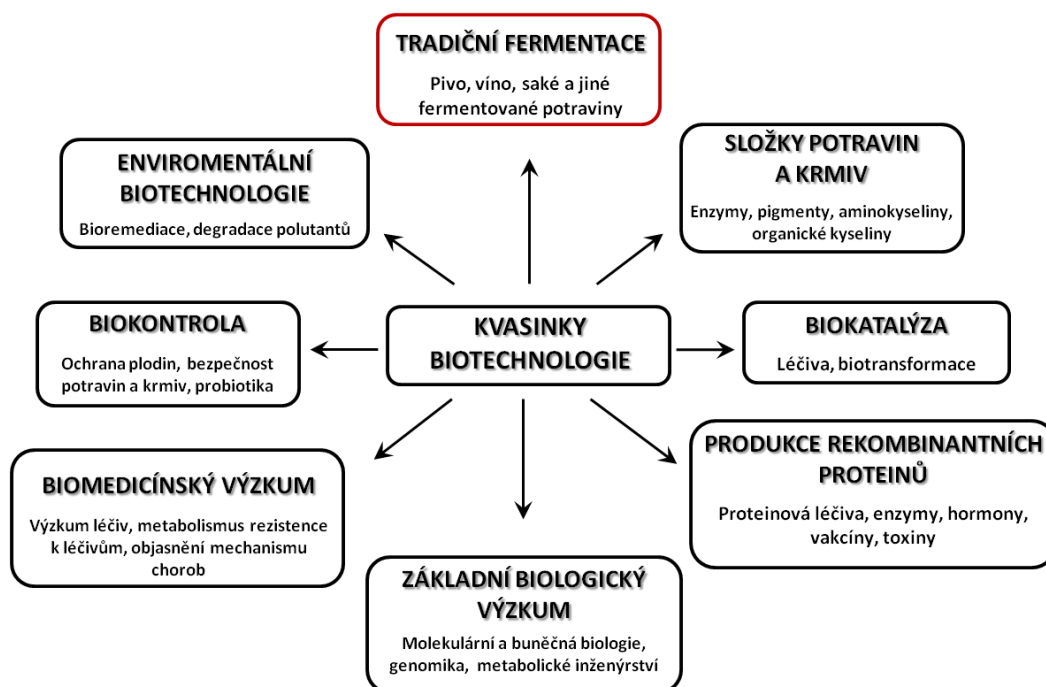 TRADIČNÍ FERMENTACE
Pivo, víno, saké a jiné
fermentované potraviny
ENVIROMENTÁLNÍ
BIOTECHNOLOGIE
Bioremediace, degradace polutantů
SLOŽKY POTRAVIN
A KRMIV
Enzymy, pigmenty, aminokyseliny,
organické kyseliny
BIOKONTROLA
Ochrana plodin, bezpečnost
potravin a krmiv, probiotika
KVASINKY
BIOTECHNOLOGIE
BIOKATALÝZA
Léčiva, biotransformace
BIOMEDICÍNSKÝ VÝZKUM
Výzkum léčiv, metabolismus rezistence
k léčivům, objasnění mechanismu
chorob
PRODUKCE REKOMBINANTNÍCH
PROTEINŮ
Proteinová léčiva, enzymy, hormony,
vakcíny, toxiny
ZÁKLADNÍ BIOLOGICKÝ
VÝZKUM
Molekulární a buněčná biologie,
genomika, metabolické inženýrství